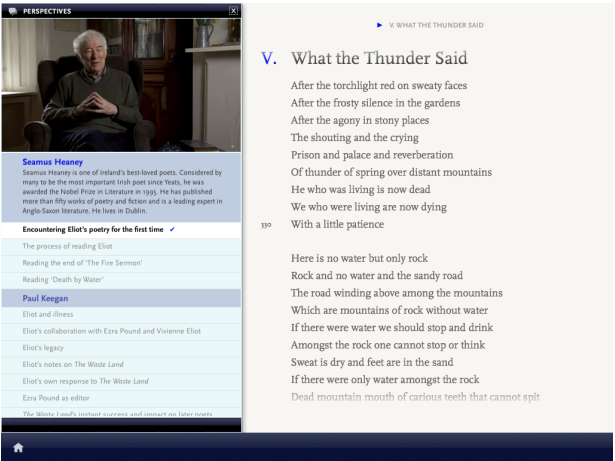 PERSPECTIVES
Seamus Heaney
Seamus Heaney is one of Ireland's best-loved poets. Considered by
many to be the most important Irish poet since Yeats, he was
awarded the Nobel Prize in Literature in 1995. He has published
more than fifty works of poetry and fiction and is a leading expert in
Anglo-Saxon literature. He lives in Dublin.
Encountering Eliot's poetry for the first time ✓
The process of reading Eliot
Reading the end of 'The Fire Sermon'
Reading 'Death by Water'
Paul Keegan
Eliot and illness
Eliot's collaboration with Ezra Pound and Vivienne Eliot
Eliot's legacy
Eliot's notes on The Waste Land
Eliot's own response to The Waste Land
Ezra Pound as editor
The Waste Land's instant success and impact on later poets
V. WHAT THE THUNDER SAID
V. What the Thunder Said
After the torchlight red on sweaty faces
After the frosty silence in the gardens
After the agony in stony places
The shouting and the crying
Prison and palace and reverberation
Of thunder of spring over distant mountains
He who was living is now dead
We who were living are now dying
330 With a little patience
Here is no water but only rock
Rock and no water and the sandy road
The road winding above among the mountains
Which are mountains of rock without water
If there were water we should stop and drink
Amongst the rock one cannot stop or think
Sweat is dry and feet are in the sand
If there were only water amongst the rock
Dead mountain mouth of carious teeth that cannot spit